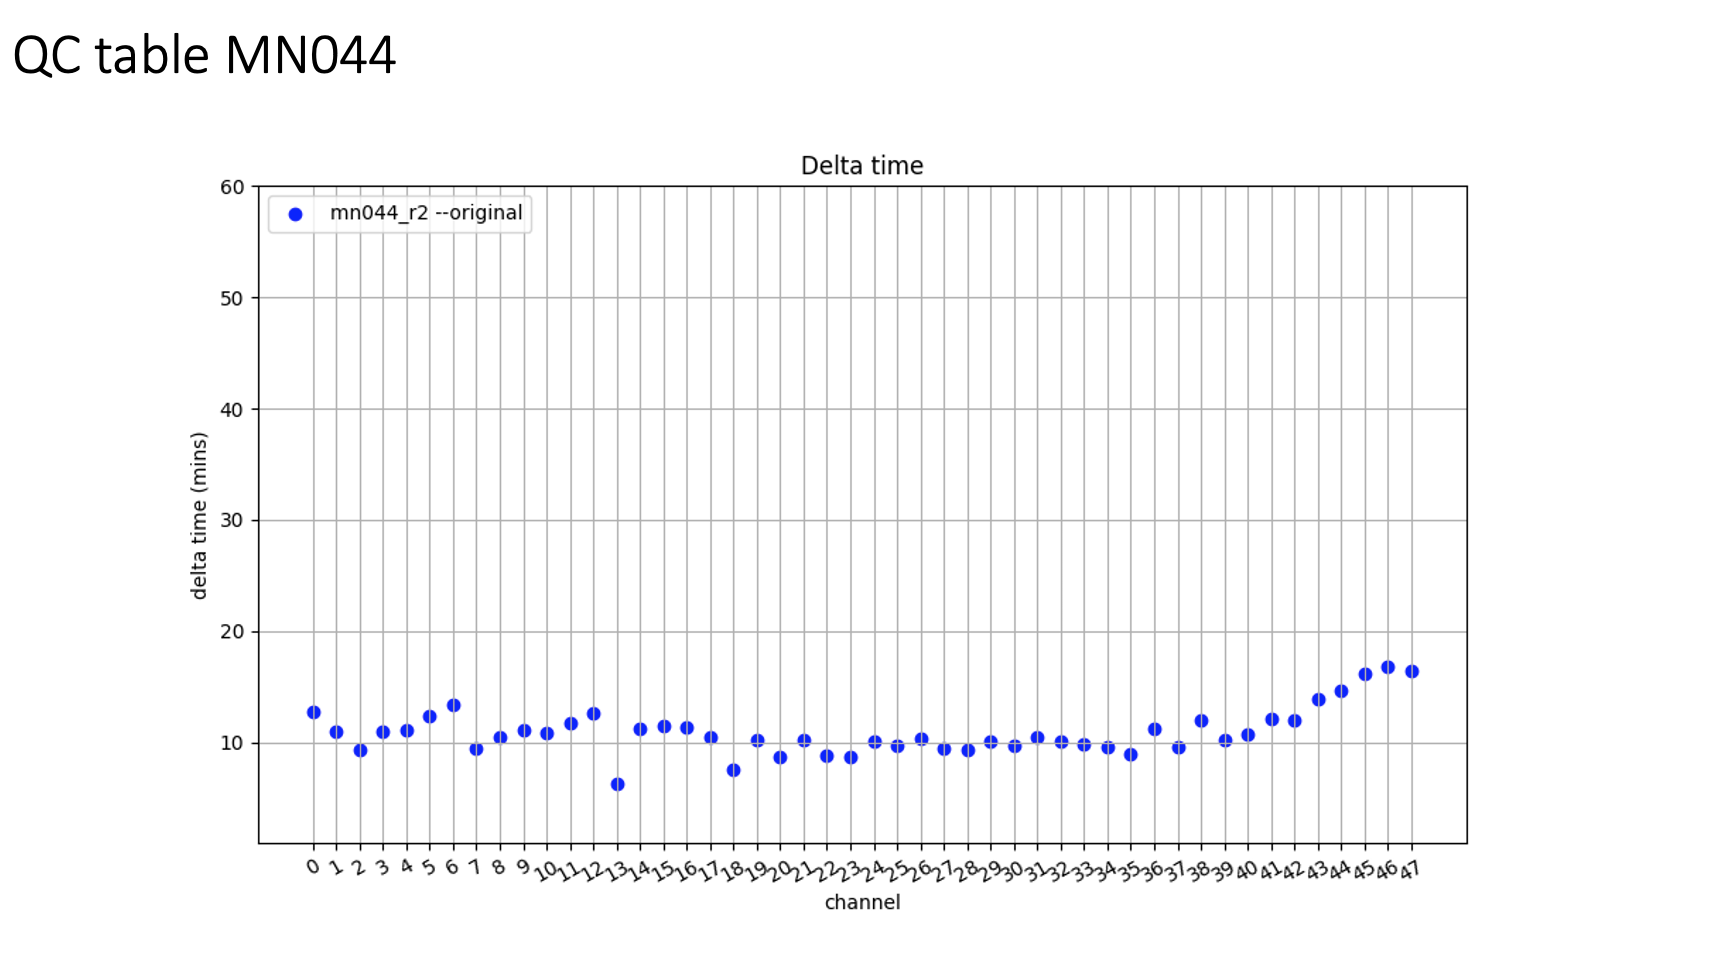 QC table MN044
Delta time
mn044_r2 --original
60
50
40
30
20
10
delta time (mins)
0 1 2 3 4 5 6 7 8 9 10 11 12 13 14 15 16 17 18 19 20 21 22 23 24 25 26 27 28 29 30 31 32 33 34 35 36 37 38 39 40 41 42 43 44 45 46 47
channel